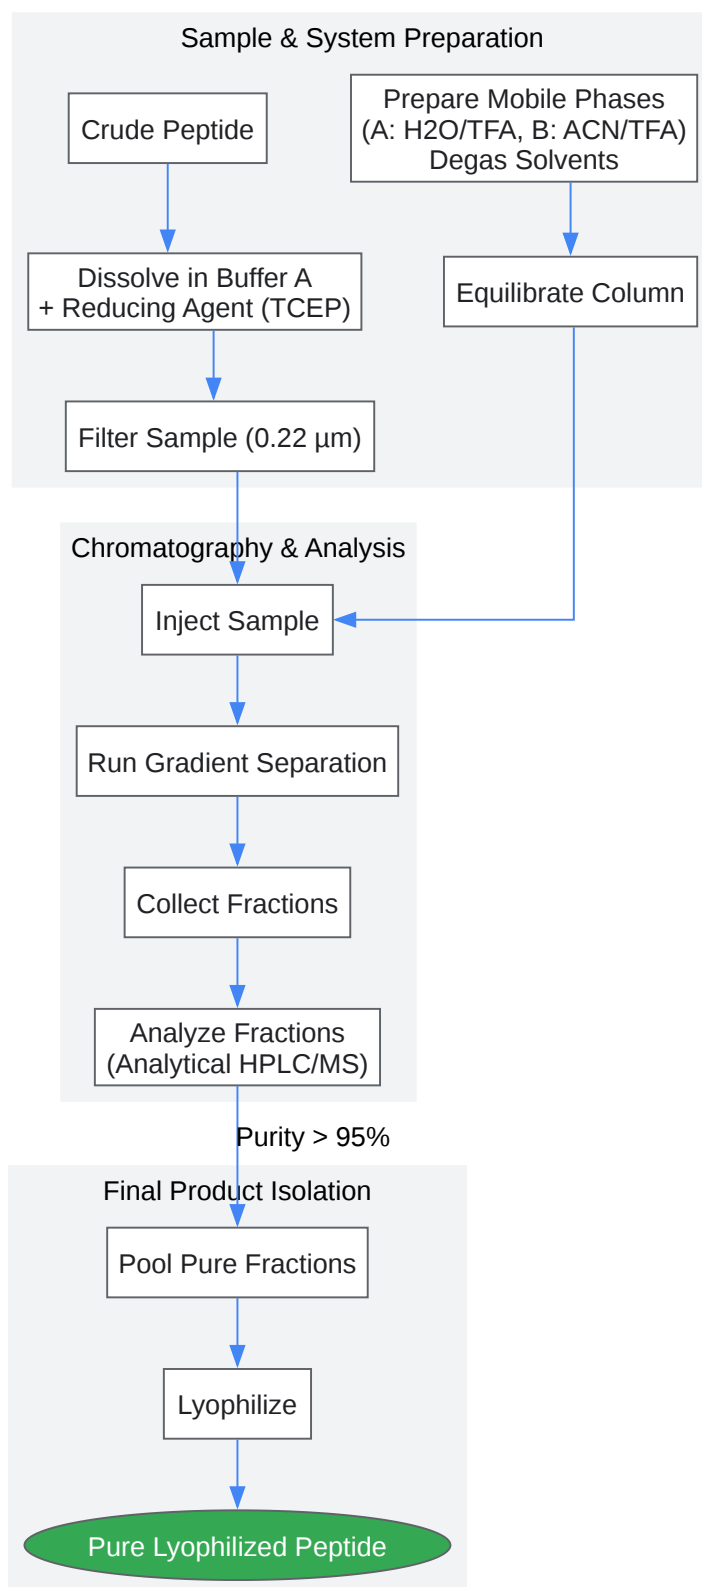 Sample & System Preparation
Crude Peptide
Prepare Mobile Phases
(A: H2O/TFA, B: ACN/TFA)
Degas Solvents
Dissolve in Buffer A
+ Reducing Agent (TCEP)
Equilibrate Column
Filter Sample (0.22 µm)
Chromatography & Analysis
Inject Sample
Run Gradient Separation
Collect Fractions
Analyze Fractions
(Analytical HPLC/MS)
Purity > 95%
Final Product Isolation
Pool Pure Fractions
Lyophilize
Pure Lyophilized Peptide